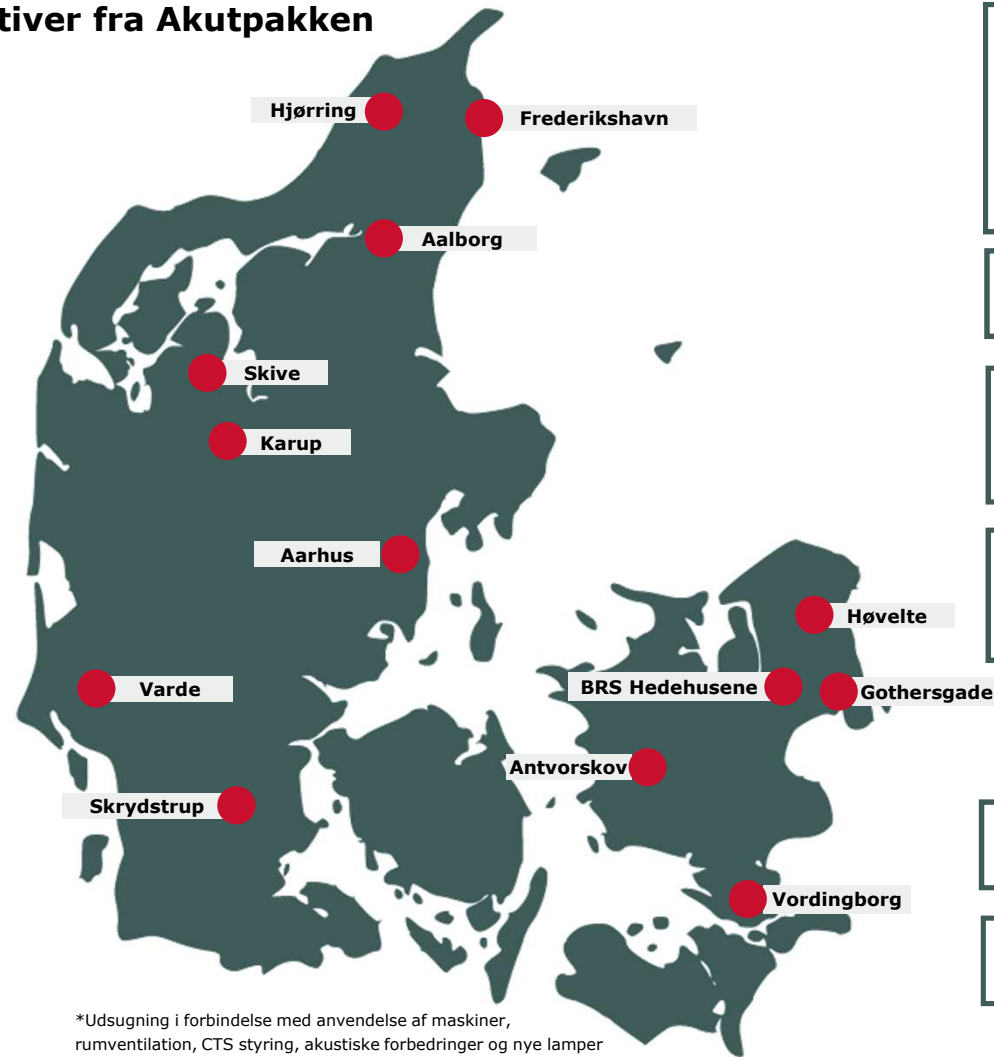 tiver fra Akutpakken
Hjørring
Frederikshavn
Aalborg
Skive
Karup
Aarhus
Høvelte
BRS Hedehusene
Gothersgade
Varde
Antvorskov
Skrydstrup
Vordingborg
*Udsugning i forbindelse med anvendelse af maskiner,
rumventilation, CTS styring, akustiske forbedringer og nye lamper